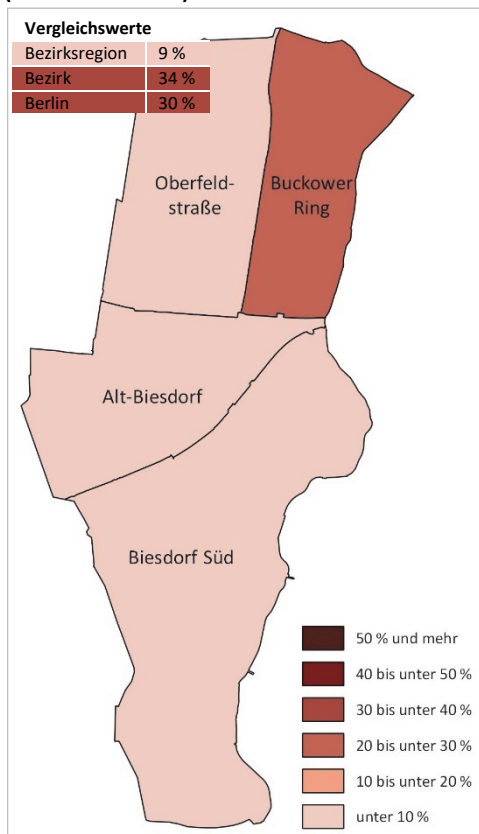 Vergleichswerte
Bezirksregion 9 %
Bezirk 34 %
Berlin 30 %
Oberfeld-
straße
Buckower
Ring
Alt-Biesdorf
Biesdorf Süd
50 % und mehr
40 bis unter 50 %
30 bis unter 40 %
20 bis unter 30 %
10 bis unter 20 %
unter 10 %